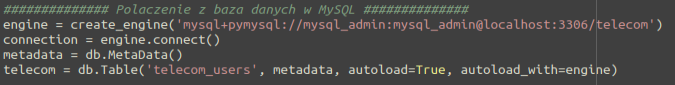 ############## Polaczenie z baza danych w MySQL ##############
engine = create_engine('mysql+pymysql://mysql_admin:mysql_admin@localhost:3306/telecom')
connection = engine.connect()
metadata = db.MetaData()
telecom = db.Table('telecom_users', metadata, autoload=True, autoload_with=engine)